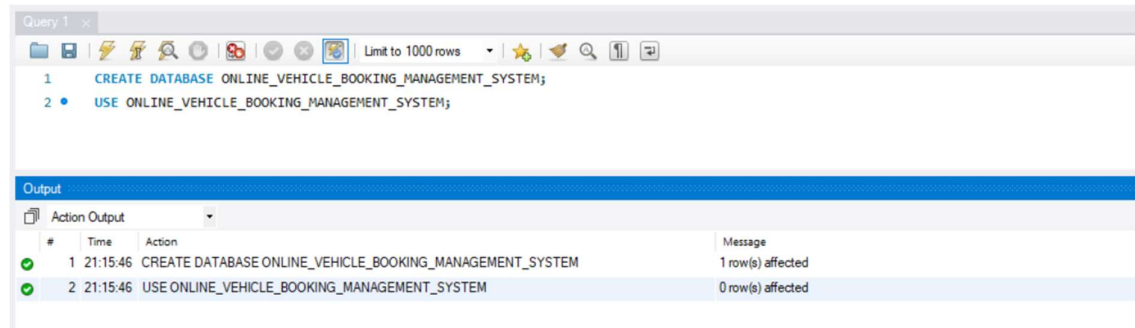 Query 1
Limit to 1000 rows
1 CREATE DATABASE ONLINE_VEHICLE_BOOKING_MANAGEMENT_SYSTEM;
2 USE ONLINE_VEHICLE_BOOKING_MANAGEMENT_SYSTEM;
Output
Action Output
# Time Action Message
1 21:15:46 CREATE DATABASE ONLINE_VEHICLE_BOOKING_MANAGEMENT_SYSTEM 1 row(s) affected
2 21:15:46 USE ONLINE_VEHICLE_BOOKING_MANAGEMENT_SYSTEM 0 row(s) affected